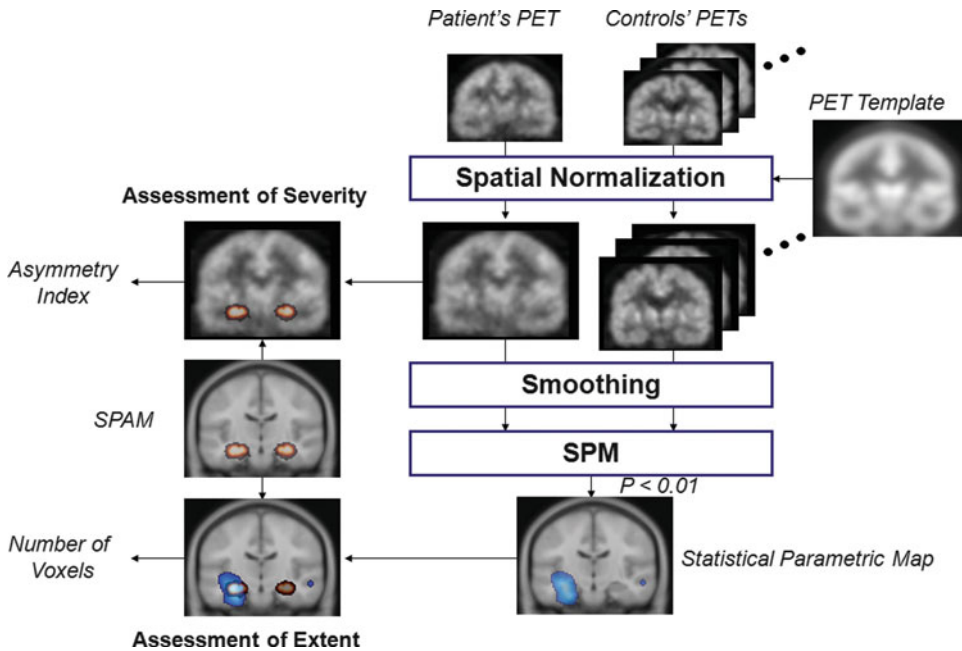 Patient's PET
Controls' PETs
PET Template
Spatial Normalization
Assessment of Severity
Asymmetry
Index
Smoothing
SPAM
SPM
P < 0.01
Number of
Voxels
Statistical Parametric Map
Assessment of Extent